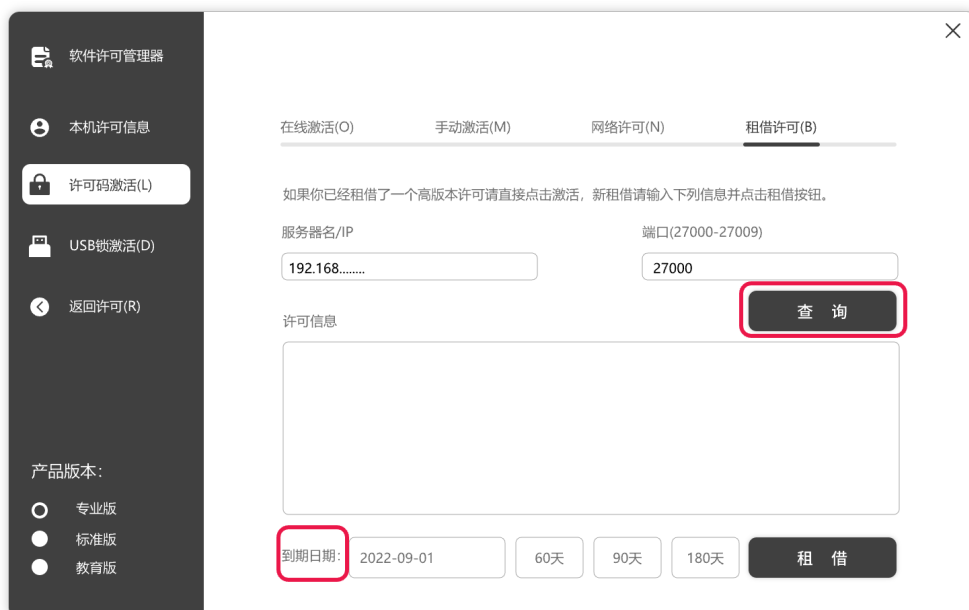 软件许可管理器
本机许可信息
许可码激活(L)
USB锁激活(D)
返回许可(R)
产品版本:
专业版
标准版
教育版
在线激活(O) 手动激活(M) 网络许可(N) 租借许可(B)
如果你已经租借了一个高版本许可请直接点击激活，新租借请输入下列信息并点击租借按钮。
服务器名/IP 端口(27000-27009)
192.168........ 27000
查 询
许可信息
到期日期: 2022-09-01 60天 90天 180天 租 借